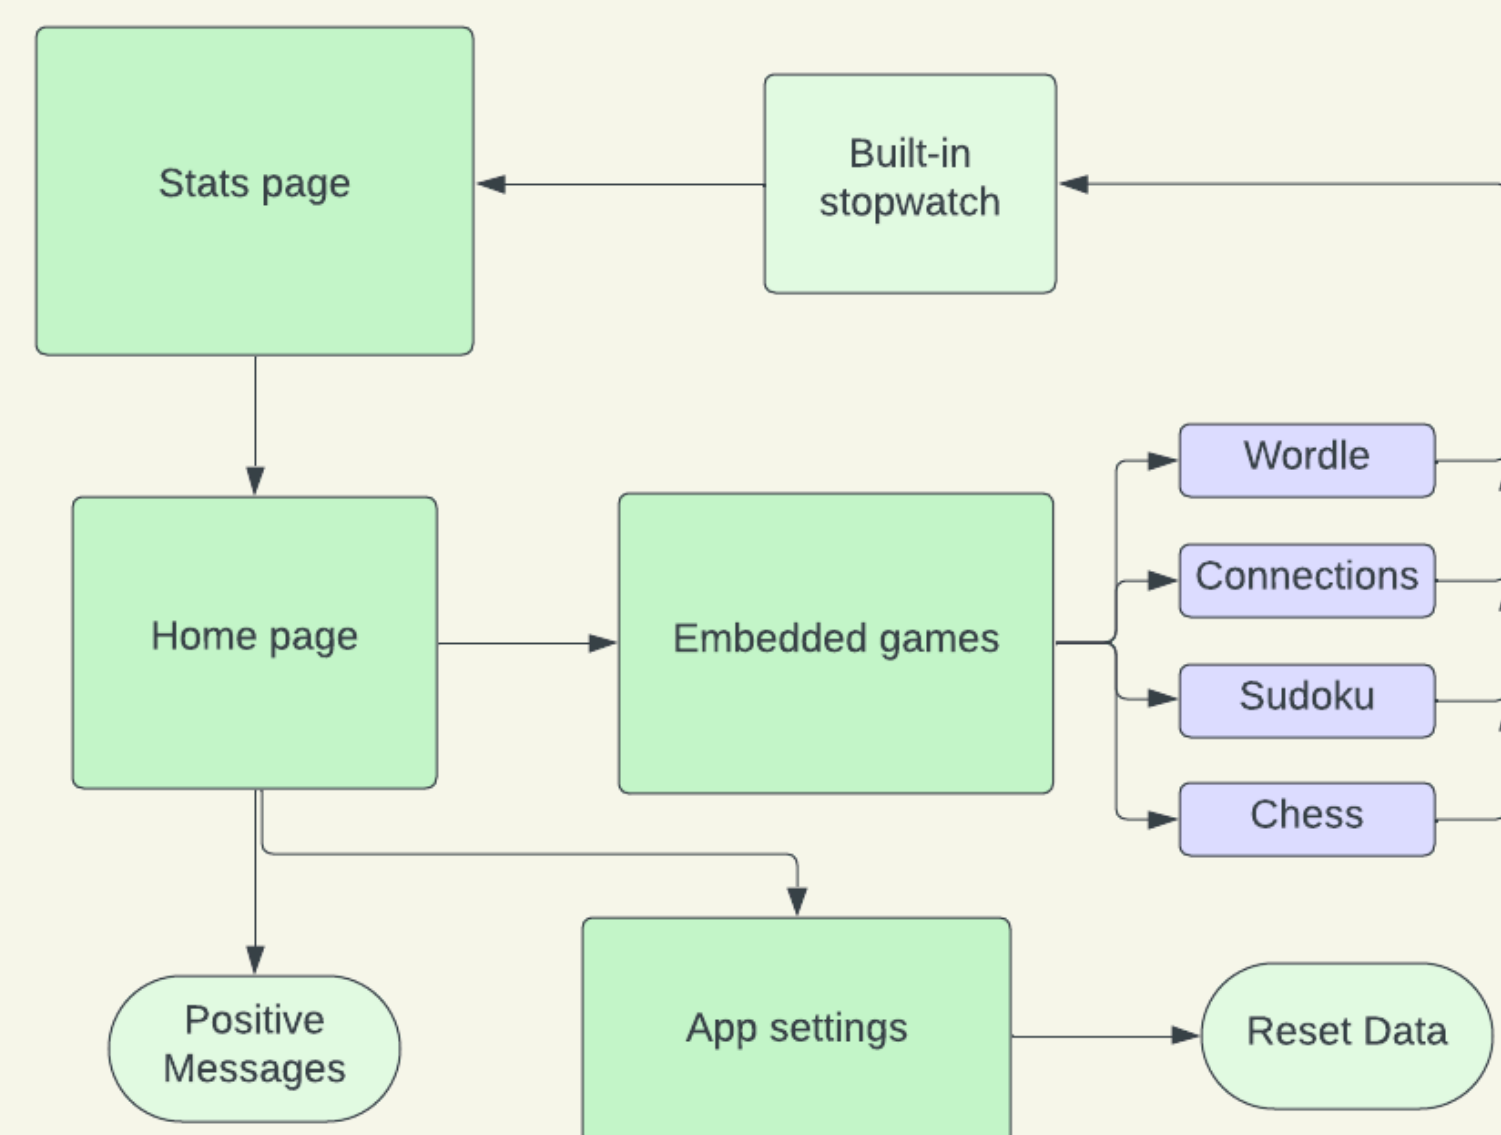 Stats page
Built-in
stopwatch
Wordle
Connections
Home page
Embedded games
Sudoku
Chess
Positive
Messages
App settings
Reset Data